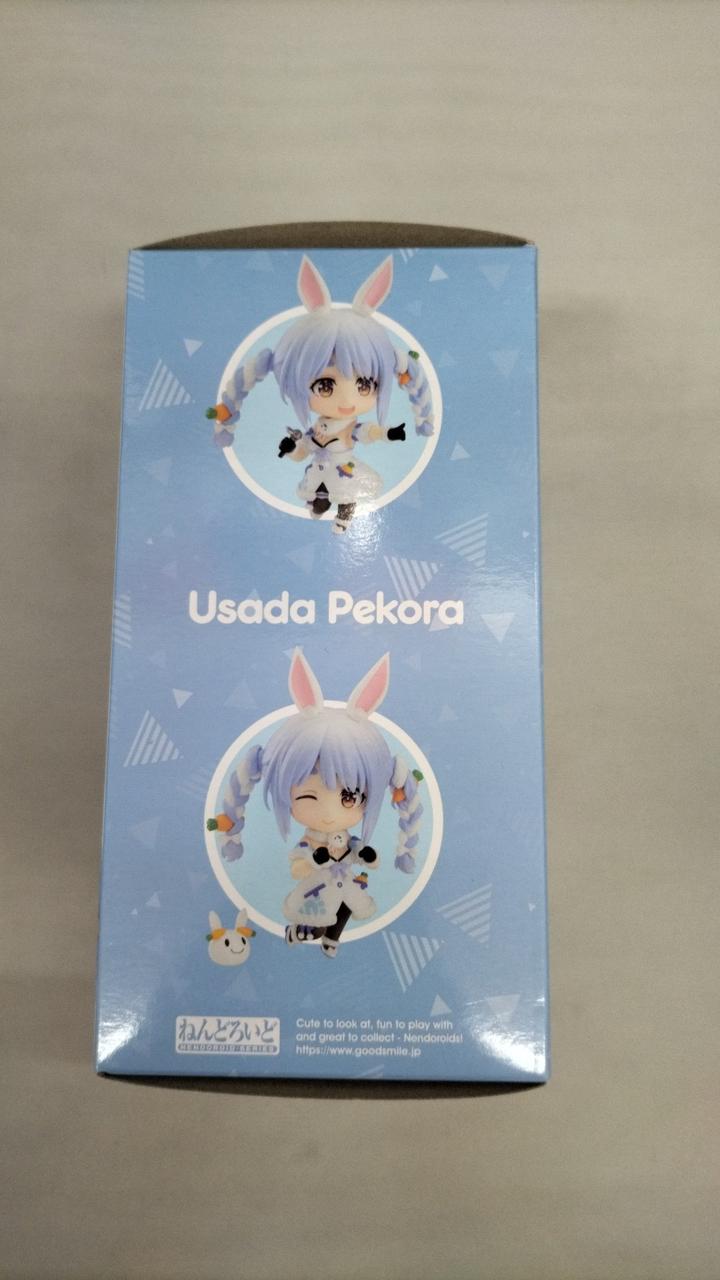 Usada Pekora
ねんどろいど
NENDOROID SERIES
Cute to look at, fun to play with
and great to collect - Nendoroids!
https://www.goodsmile.jp